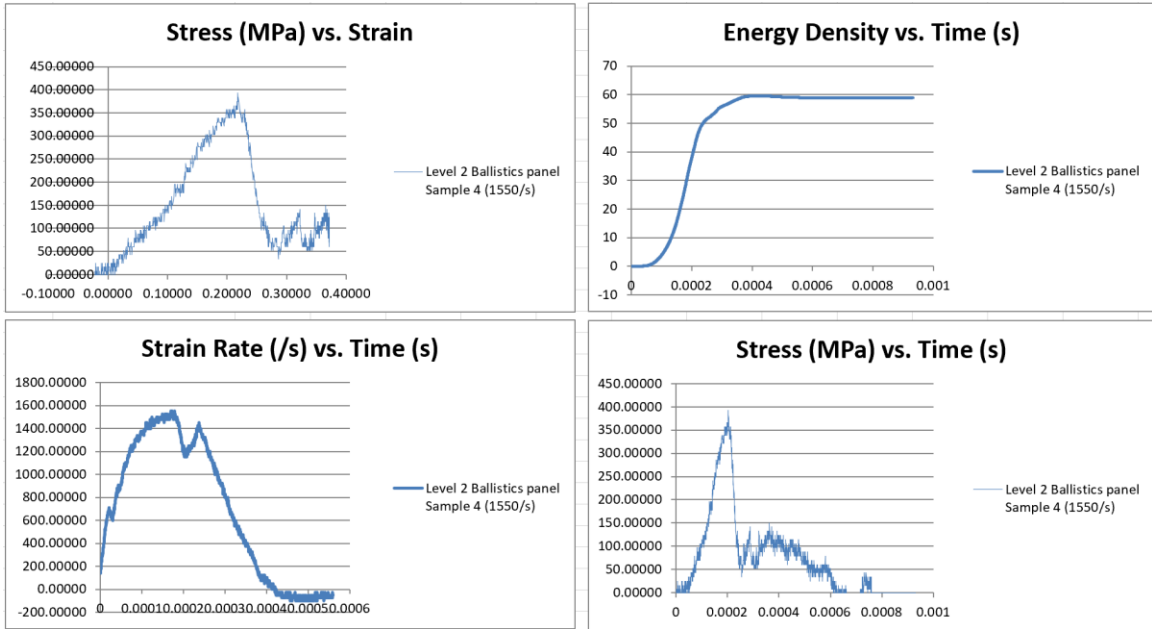 Stress (MPa) vs. Strain
450.00000
400.00000
350.00000
300.00000
250.00000
200.00000
150.00000
100.00000
50.00000
0.00000
-0.10000 0.00000 0.10000 0.20000 0.30000 0.40000
Level 2 Ballistics panel
Sample 4 (1550/s)
Energy Density vs. Time (s)
70
60
50
40
30
20
10
0
-10
0 0.0002 0.0004 0.0006 0.0008 0.001
Level 2 Ballistics panel
Sample 4 (1550/s)
Strain Rate (/s) vs. Time (s)
1800.00000
1600.00000
1400.00000
1200.00000
1000.00000
800.00000
600.00000
400.00000
200.00000
0.00000
-200.00000
0 0.0001 0.0002 0.0003 0.0004 0.0005 0.0006
Level 2 Ballistics panel
Sample 4 (1550/s)
Stress (MPa) vs. Time (s)
450.00000
400.00000
350.00000
300.00000
250.00000
200.00000
150.00000
100.00000
50.00000
0.00000
0 0.0002 0.0004 0.0006 0.0008 0.001
Level 2 Ballistics panel
Sample 4 (1550/s)